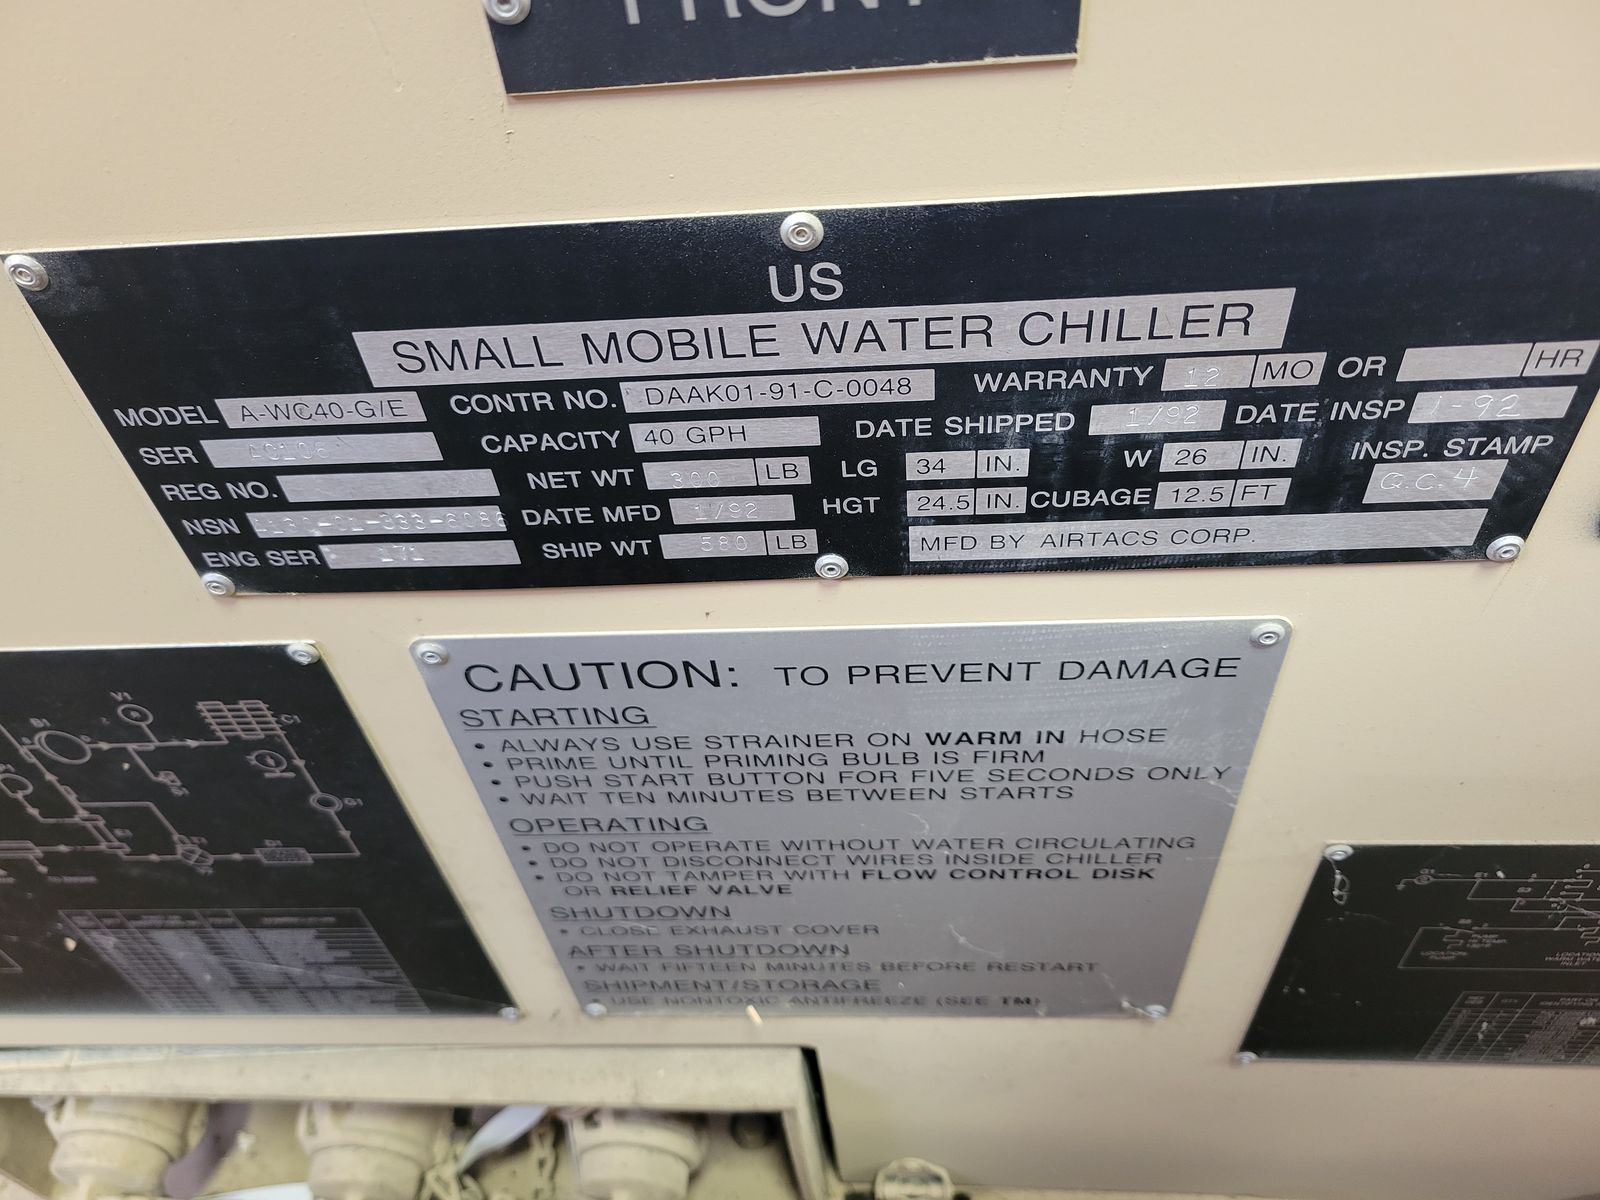 FRONT
US
SMALL MOBILE WATER CHILLER
MODEL A-WC40-G/E CONTR NO. DAAK01-91-C-0048 WARRANTY 12 MO OR HR
SER CAPACITY 40 GPH DATE SHIPPED 1/92 DATE INSP 1-92
REG NO. NET WT 300 LB LG 34 IN. W 26 IN. INSP. STAMP
Q.C. 4
NSN DATE MFD 1/92 HGT 24.5 IN. CUBAGE 12.5 FT
ENG SER 171 SHIP WT 580 LB MFD BY AIRTACS CORP.
CAUTION: TO PREVENT DAMAGE
STARTING
• ALWAYS USE STRAINER ON WARM IN HOSE
• PRIME UNTIL PRIMING BULB IS FIRM
• PUSH START BUTTON FOR FIVE SECONDS ONLY
• WAIT TEN MINUTES BETWEEN STARTS
OPERATING
• DO NOT OPERATE WITHOUT WATER CIRCULATING
• DO NOT DISCONNECT WIRES INSIDE CHILLER
• DO NOT TAMPER WITH FLOW CONTROL DISK
OR RELIEF VALVE
SHUTDOWN
• CLOSE EXHAUST COVER
AFTER SHUTDOWN
• WAIT FIFTEEN MINUTES BEFORE RESTART
SHIPMENT/STORAGE
• USE NONTOXIC ANTIFREEZE (SEE TM)